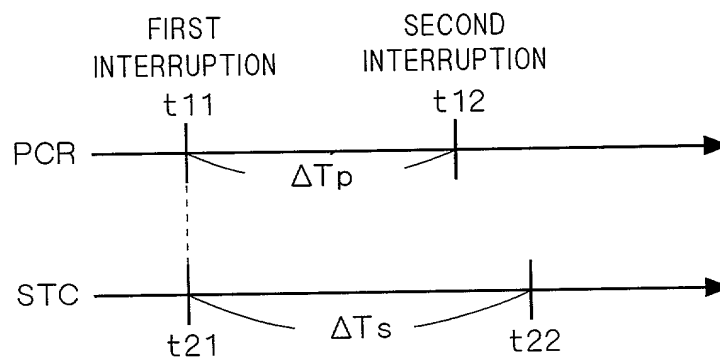 FIRST
INTERRUPTION
t11
SECOND
INTERRUPTION
t12
PCR
ΔTp
STC
ΔTs
t21
t22